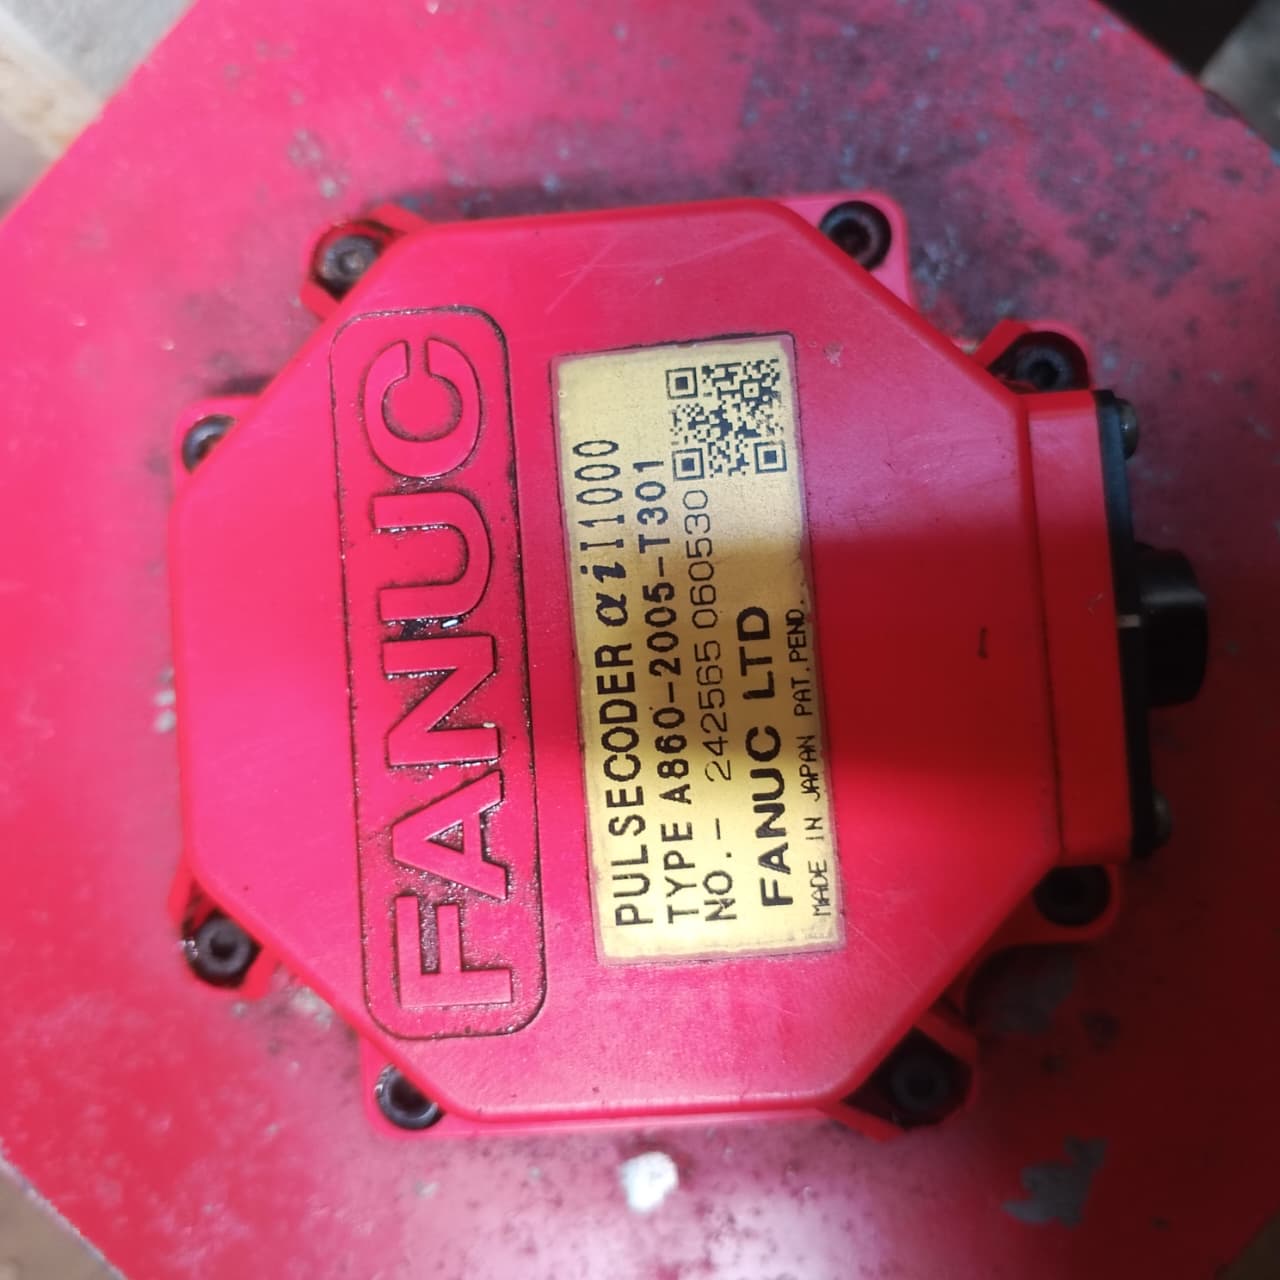 FANUC
PULSECODER αiI1000
TYPE A860-2005-T301
NO.- 242565 060530
FANUC LTD
MADE IN JAPAN PAT.PEND.